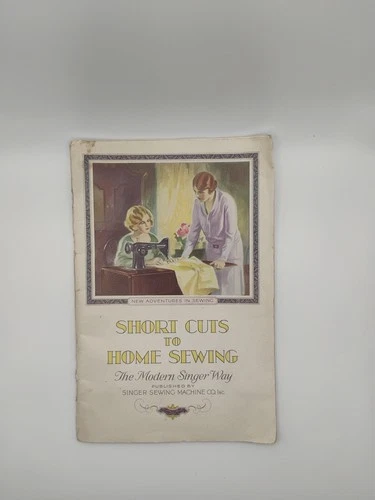 NEW ADVENTURES IN SEWING
SHORT CUTS
TO
HOME SEWING
The Modern Singer Way
PUBLISHED BY
SINGER SEWING MACHINE CO. Inc.